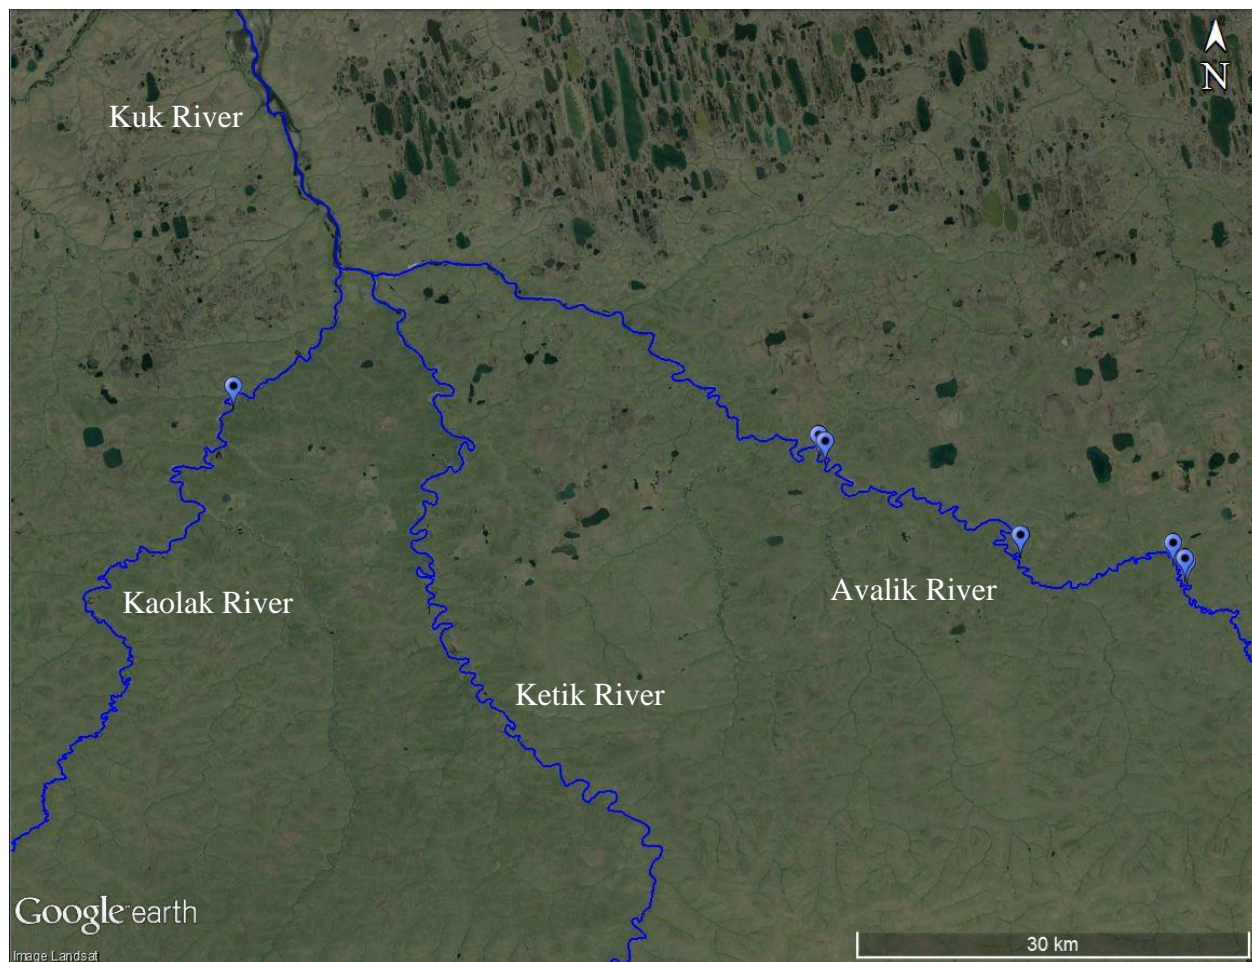 N
Kuk River
Kaolak River
Avalik River
Ketik River
Google earth
30 km
Image Landsat